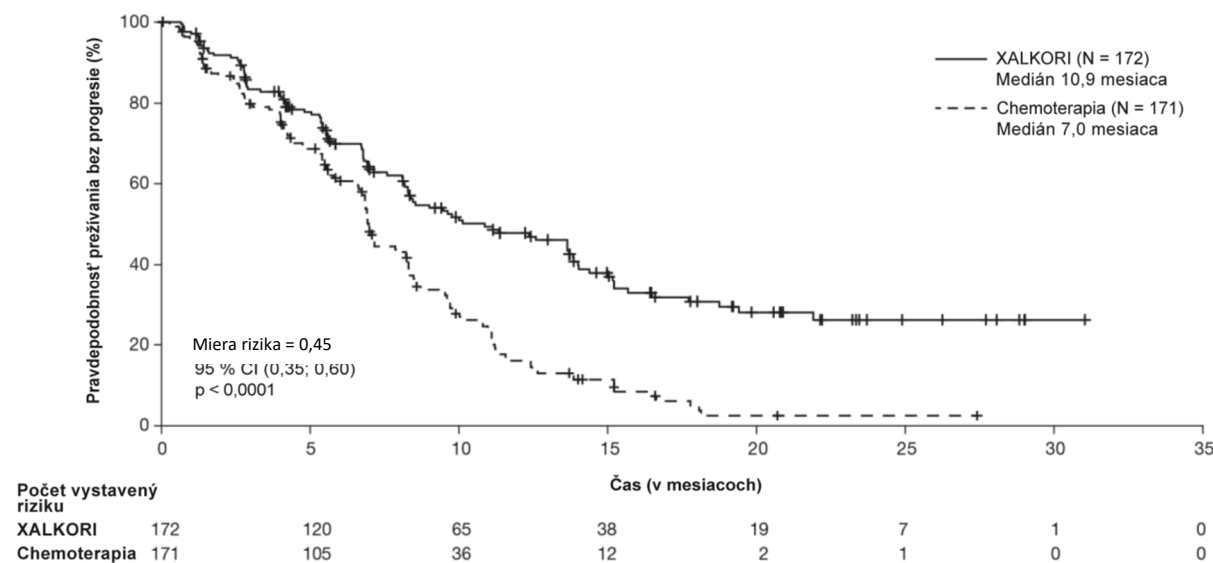 100
80
60
40
20
0
Pravdepodobnosť prežívania bez progresie (%)
XALKORI (N = 172)
Medián 10,9 mesiaca
Chemoterapia (N = 171)
Medián 7,0 mesiaca
Miera rizika = 0,45
95 % CI (0,35; 0,60)
p < 0,0001
0 5 10 15 20 25 30 35
Čas (v mesiacoch)
Počet vystavený
riziku
XALKORI 172 120 65 38 19 7 1 0
Chemoterapia 171 105 36 12 2 1 0 0